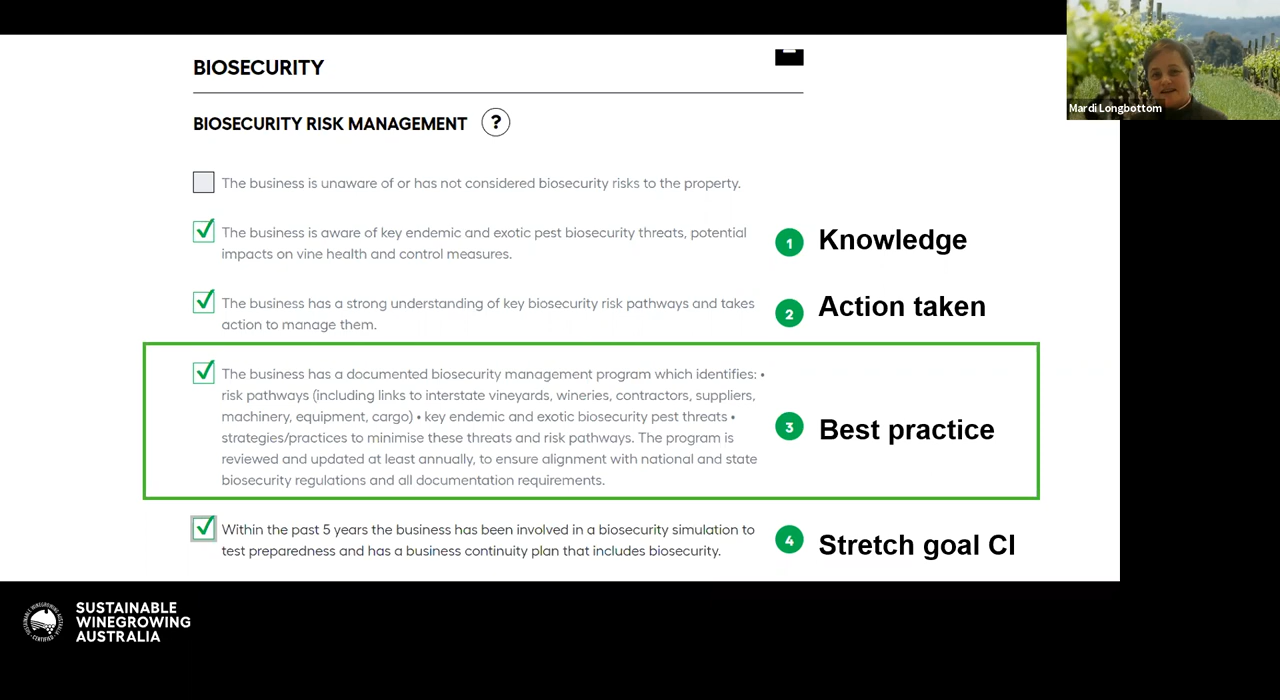 BIOSECURITY
BIOSECURITY RISK MANAGEMENT ?
The business is unaware of or has not considered biosecurity risks to the property.
The business is aware of key endemic and exotic pest biosecurity threats, potential
impacts on vine health and control measures.
1 Knowledge
The business has a strong understanding of key biosecurity risk pathways and takes
action to manage them.
2 Action taken
The business has a documented biosecurity management program which identifies: •
risk pathways (including links to interstate vineyards, wineries, contractors, suppliers,
machinery, equipment, cargo) • key endemic and exotic biosecurity pest threats •
strategies/practices to minimise these threats and risk pathways. The program is
reviewed and updated at least annually, to ensure alignment with national and state
biosecurity regulations and all documentation requirements.
3 Best practice
Within the past 5 years the business has been involved in a biosecurity simulation to
test preparedness and has a business continuity plan that includes biosecurity.
4 Stretch goal CI
Mardi Longbottom
SUSTAINABLE
WINEGROWING
AUSTRALIA